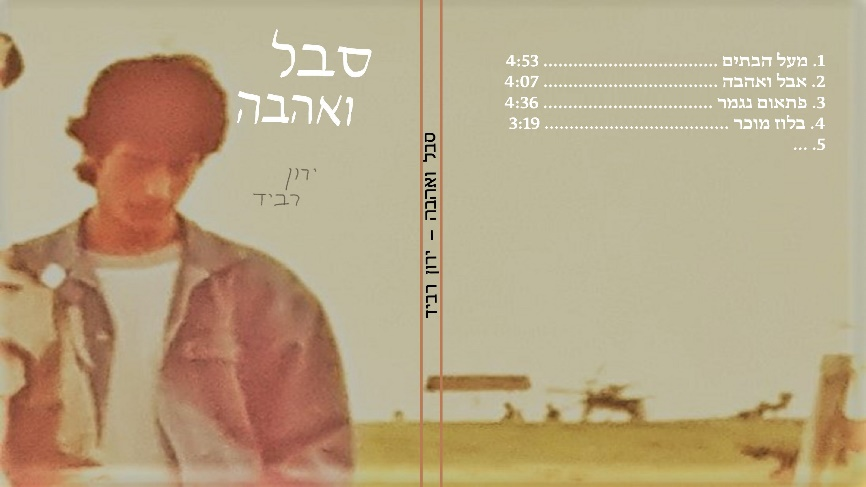 סבל
ואהבה
ירון
רביד
סבל ואהבה – ירון רביד
1. מעל הבתים .................................. 4:53
2. אבל ואהבה .................................. 4:07
3. פתאום נגמר ................................. 4:36
4. בלוז מוכר .................................... 3:19
5. ...